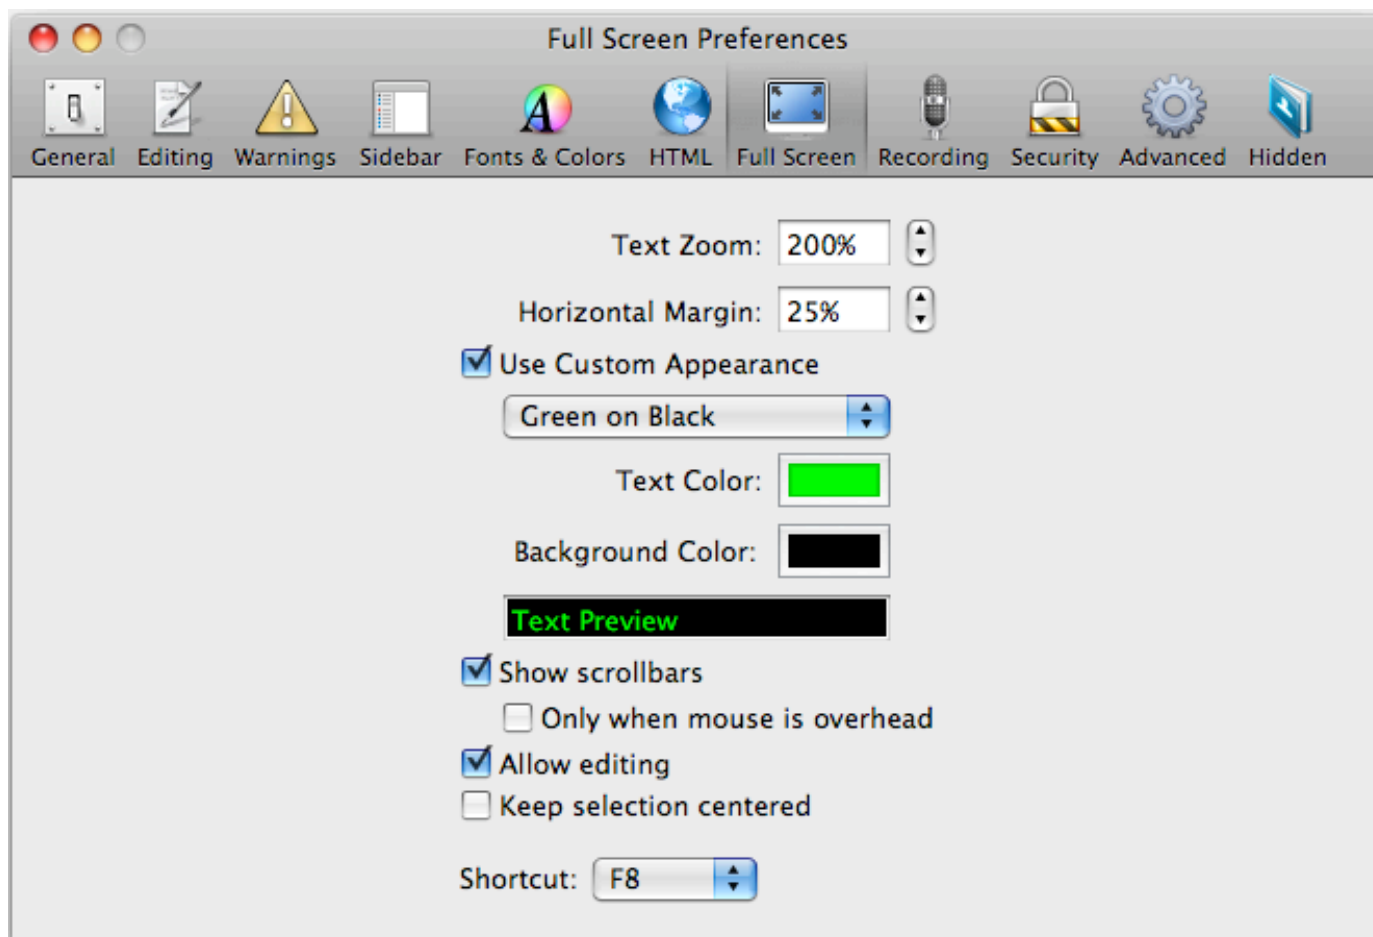 Full Screen Preferences
General Editing Warnings Sidebar Fonts & Colors HTML Full Screen Recording Security Advanced Hidden
Text Zoom: 200%
Horizontal Margin: 25%
Use Custom Appearance
Green on Black
Text Color:
Background Color:
Text Preview
Show scrollbars
Only when mouse is overhead
Allow editing
Keep selection centered
Shortcut: F8